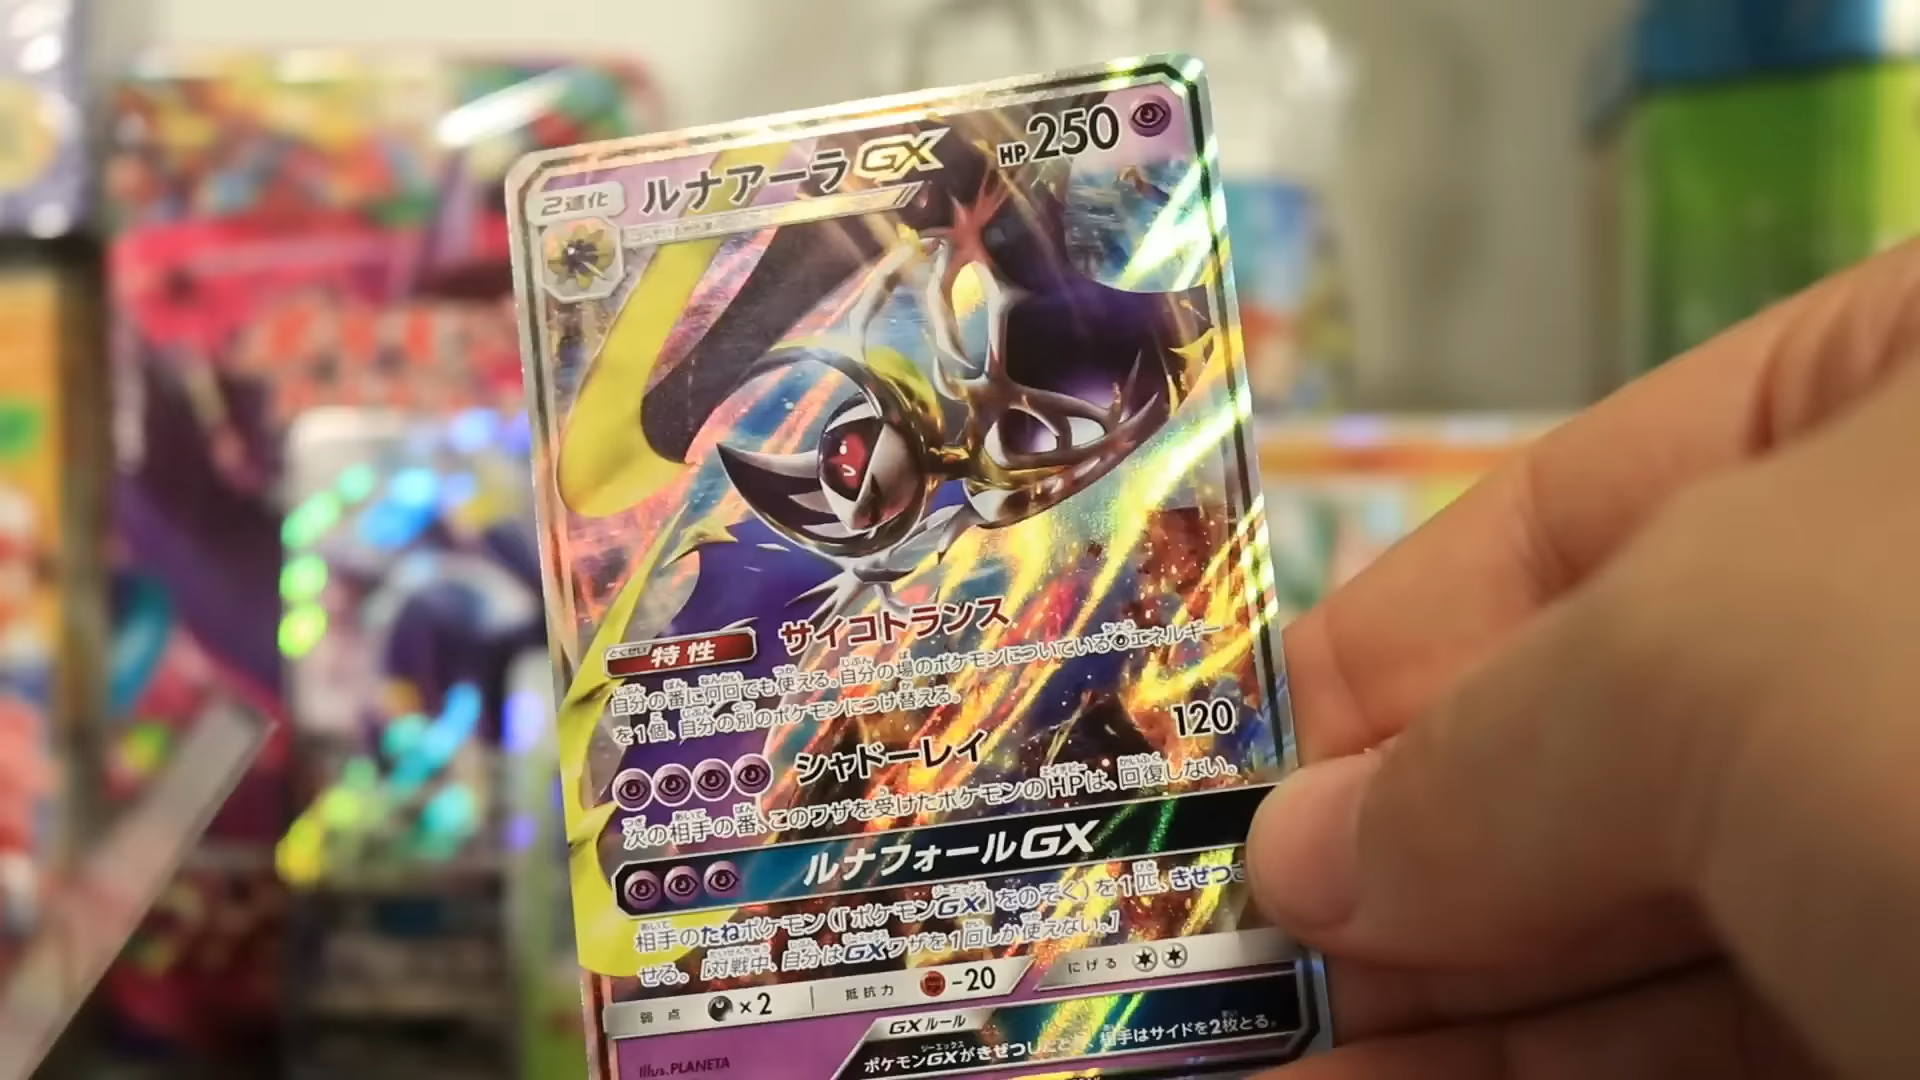 2進化 ルナアーラGX HP250
とくせい
特性 サイコトランス
自分の番に何回でも使える。自分の場のポケモンについているエネルギー
を1個、自分の別のポケモンにつけ替える。
シャドーレイ 120
次の相手の番、このワザを受けたポケモンのHPは、回復しない。
ルナフォールGX
相手のたねポケモン(「ポケモンGX」をのぞく)を1匹、きぜつさ
せる。[対戦中、自分はGXワザを1回しか使えない。]
弱点 ×2 抵抗力 -20 にげる
GXルール
ポケモンGXがきぜつしたとき、相手はサイドを2枚とる。
Illus. PLANETA